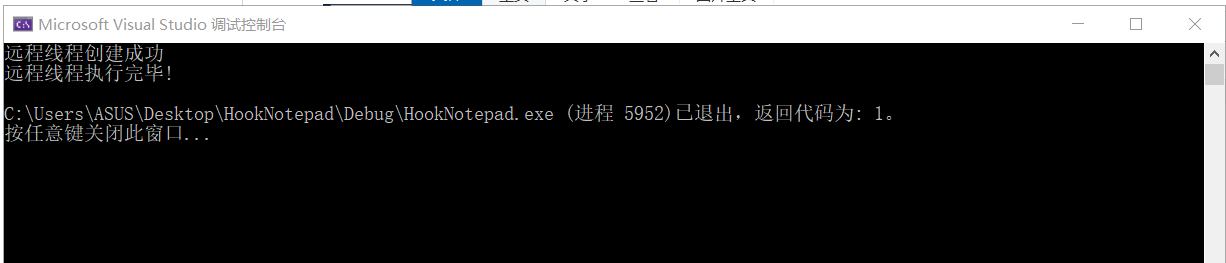 Microsoft Visual Studio 调试控制台
远程线程创建成功
远程线程执行完毕!
C:\Users\ASUS\Desktop\HookNotepad\Debug\HookNotepad.exe (进程 5952)已退出，返回代码为: 1。
按任意键关闭此窗口...